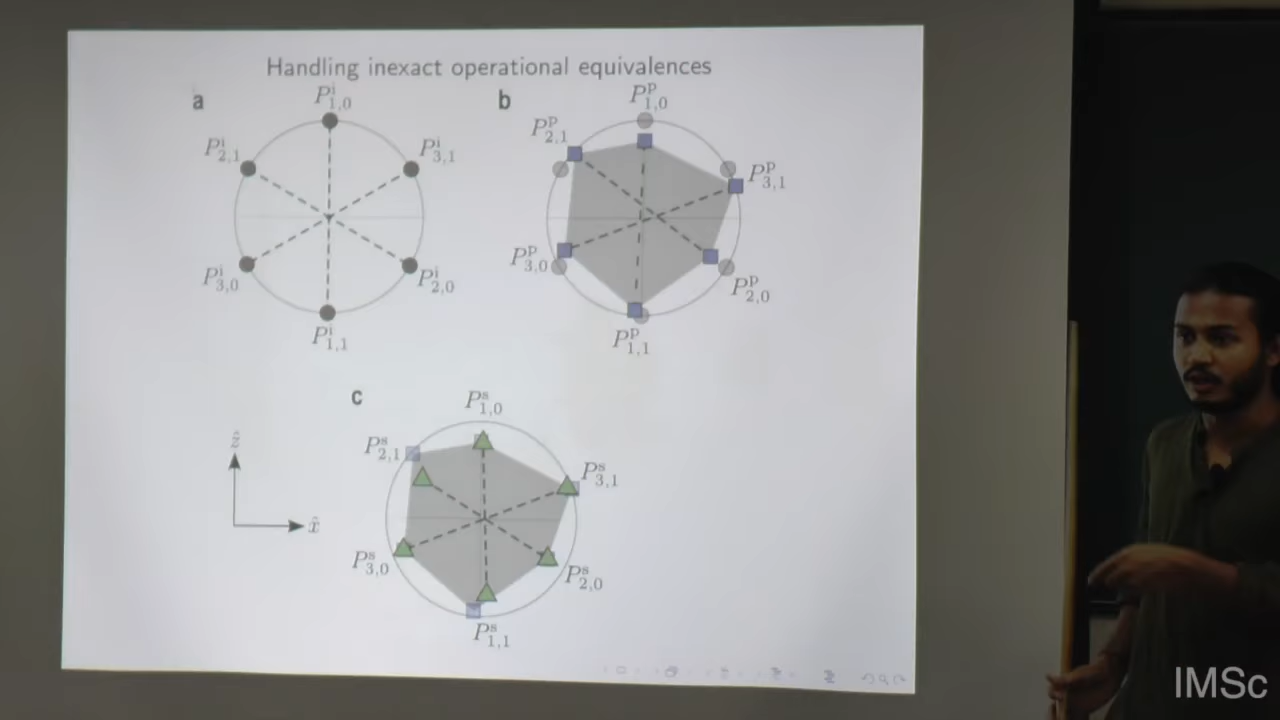 Handling inexact operational equivalences
a
P^i_{1,0}
P^i_{2,1}
P^i_{3,1}
P^i_{3,0}
P^i_{2,0}
P^i_{1,1}
b
P^p_{1,0}
P^p_{2,1}
P^p_{3,1}
P^p_{3,0}
P^p_{2,0}
P^p_{1,1}
c
P^s_{1,0}
P^s_{2,1}
P^s_{3,1}
P^s_{3,0}
P^s_{2,0}
P^s_{1,1}
ẑ
x̂
IMSc